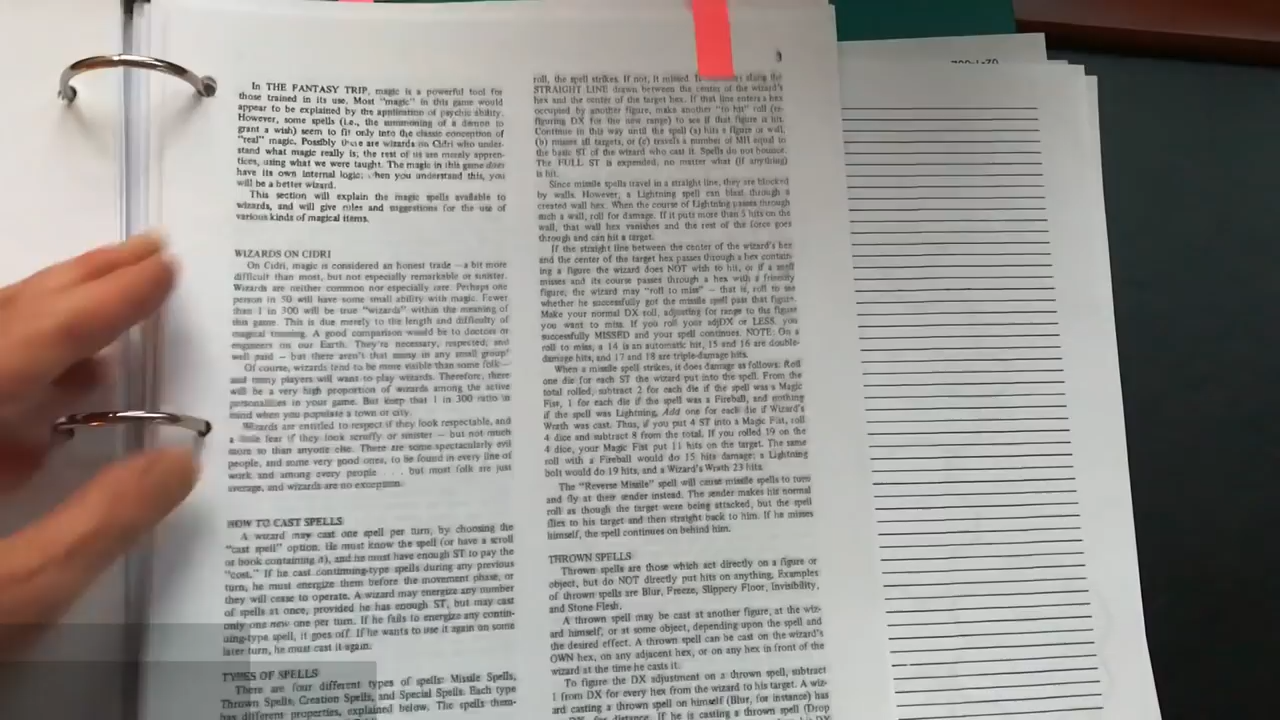 3
In THE FANTASY TRIP, magic is a powerful tool for
those trained in its use. Most "magic" in this game would
appear to be explained by the application of psychic ability.
However, some spells (i.e., the summoning of a demon to
grant a wish) seem to fit only into the classic conception of
"real" magic. Possibly there are wizards on Cidri who under-
stand what magic really is; the rest of us are merely appren-
tices, using what we were taught. The magic in this game does
have its own internal logic; when you understand this, you
will be a better wizard.
This section will explain the magic spells available to
wizards, and will give rules and suggestions for the use of
various kinds of magical items.
WIZARDS ON CIDRI
On Cidri, magic is considered an honest trade — a bit more
difficult than most, but not especially remarkable or sinister.
Wizards are neither common nor especially rare. Perhaps one
person in 50 will have some small ability with magic. Fewer
than 1 in 300 will be true "wizards" within the meaning of
this game. This is due merely to the length and difficulty of
magical training. A good comparison would be to doctors or
engineers on our Earth. They're necessary, respected, and
well paid — but there aren't that many in any small group!
Of course, wizards tend to be more visible than some folk —
and many players will want to play wizards. Therefore, there
will be a very high proportion of wizards among the active
personalities in your game. But keep that 1 in 300 ratio in
mind when you populate a town or city.
Wizards are entitled to respect if they look respectable, and
a little fear if they look scruffy or sinister — but not much
more so than anyone else. There are some spectacularly evil
people, and some very good ones, to be found in every line of
work and among every people . . . but most folk are just
average, and wizards are no exception.
HOW TO CAST SPELLS
A wizard may cast one spell per turn, by choosing the
"cast spell" option. He must know the spell (or have a scroll
or book containing it), and he must have enough ST to pay the
"cost." If he cast continuing-type spells during any previous
turn, he must energize them before the movement phase, or
they will cease to operate. A wizard may energize any number
of spells at once, provided he has enough ST, but may cast
only one new one per turn. If he fails to energize any contin-
uing-type spell, it goes off. If he wants to use it again on some
later turn, he must cast it again.
TYPES OF SPELLS
There are four different types of spells: Missile Spells,
Thrown Spells, Creation Spells, and Special Spells. Each type
has different properties, explained below. The spells them-
roll, the spell strikes. If not, it missed. along the
STRAIGHT LINE drawn between the center of the wizard's
hex and the center of the target hex. If that line enters a hex
occupied by another figure, make another "to hit" roll (re-
figuring DX for the new range) to see if that figure is hit.
Continue in this way until the spell (a) hits a figure or wall,
(b) misses all targets, or (c) travels a number of MH equal to
the basic ST of the wizard who cast it. Spells do not bounce.
The FULL ST is expended, no matter what (if anything)
is hit.
Since missile spells travel in a straight line, they are blocked
by walls. However, a Lightning spell can blast through a
created wall hex. When the course of Lightning passes through
such a wall, roll for damage. If it puts more than 5 hits on the
wall, that wall hex vanishes and the rest of the force goes
through and can hit a target.
If the straight line between the center of the wizard's hex
and the center of the target hex passes through a hex contain-
ing a figure the wizard does NOT wish to hit, or if a spell
misses and its course passes through a hex with a friendly
figure, the wizard may "roll to miss" — that is, roll to see
whether he successfully got the missile spell past that figure.
Make your normal DX roll, adjusting for range to the figure
you want to miss. If you roll your adjDX or LESS, you
successfully MISSED and your spell continues. NOTE: On a
roll to miss, a 14 is an automatic hit, 15 and 16 are double-
damage hits, and 17 and 18 are triple-damage hits.
When a missile spell strikes, it does damage as follows: Roll
one die for each ST the wizard put into the spell. From the
total rolled, subtract 2 for each die if the spell was a Magic
Fist, 1 for each die if the spell was a Fireball, and nothing
if the spell was Lightning. Add one for each die if Wizard's
Wrath was cast. Thus, if you put 4 ST into a Magic Fist, roll
4 dice and subtract 8 from the total. If you rolled 19 on the
4 dice, your Magic Fist put 11 hits on the target. The same
roll with a Fireball would do 15 hits damage; a Lightning
bolt would do 19 hits, and a Wizard's Wrath 23 hits.
The "Reverse Missile" spell will cause missile spells to turn
and fly at their sender instead. The sender makes his normal
roll as though the target were being attacked, but the spell
flies to his target and then straight back to him. If he misses
himself, the spell continues on behind him.
THROWN SPELLS
Thrown spells are those which act directly on a figure or
object, but do NOT directly put hits on anything. Examples
of thrown spells are Blur, Freeze, Slippery Floor, Invisibility,
and Stone Flesh.
A thrown spell may be cast at another figure, at the wiz-
ard himself, or at some object, depending upon the spell and
the desired effect. A thrown spell can be cast on the wizard's
OWN hex, on any adjacent hex, or on any hex in front of the
wizard at the time he casts it.
To figure the DX adjustment on a thrown spell, subtract
1 from DX for every hex from the wizard to his target. A wiz-
ard casting a thrown spell on himself (Blur, for instance) has
no DX for distance. If he is casting a thrown spell (Drop